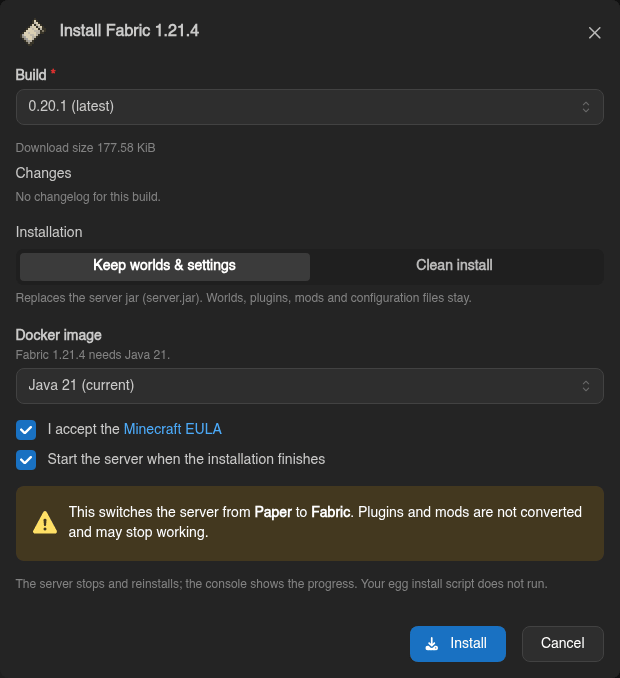 Install Fabric 1.21.4
Build *
0.20.1 (latest)
Download size 177.58 KiB
Changes
No changelog for this build.
Installation
Keep worlds & settings
Clean install
Replaces the server jar (server.jar). Worlds, plugins, mods and configuration files stay.
Docker image
Fabric 1.21.4 needs Java 21.
Java 21 (current)
I accept the Minecraft EULA
Start the server when the installation finishes
This switches the server from Paper to Fabric. Plugins and mods are not converted
and may stop working.
The server stops and reinstalls; the console shows the progress. Your egg install script does not run.
Install
Cancel